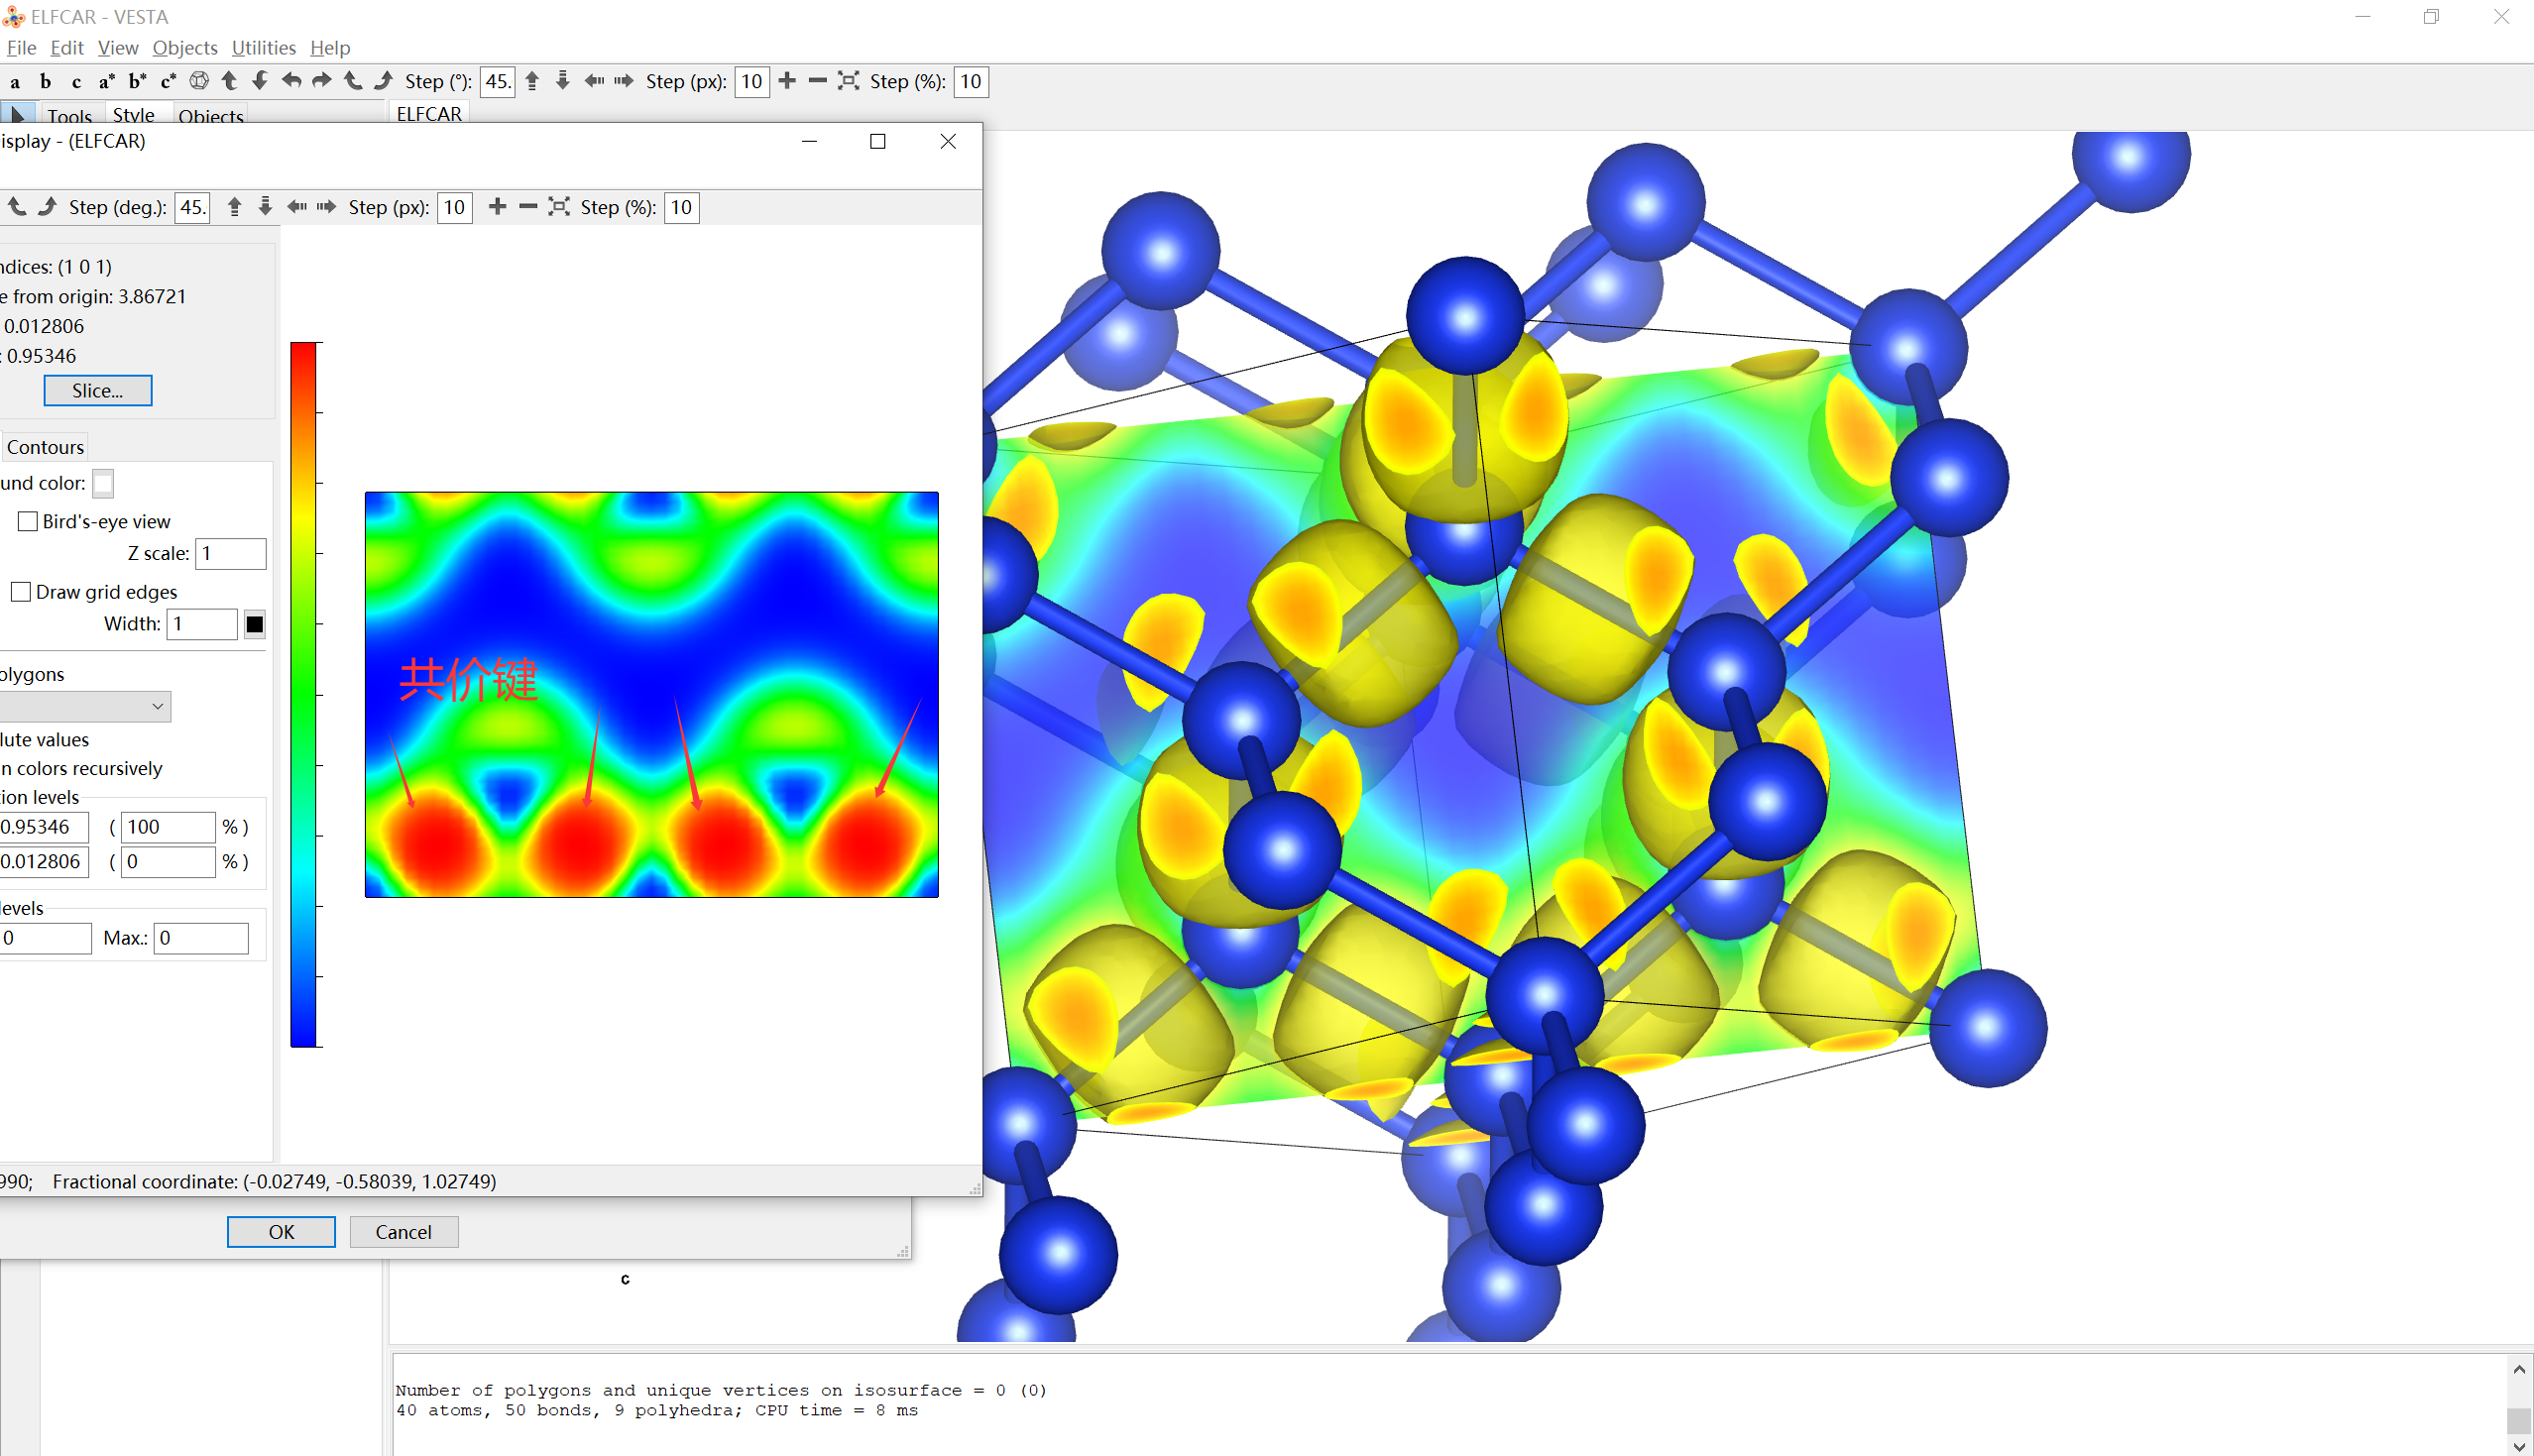 ELFCAR - VESTA
File Edit View Objects Utilities Help
a b c a* b* c* Step (°): 45. Step (px): 10 Step (%): 10
Tools Style Objects ELFCAR
isplay - (ELFCAR)
Step (deg.): 45. Step (px): 10 Step (%): 10
ndices: (1 0 1)
e from origin: 3.86721
0.012806
: 0.95346
Slice...
Contours
und color:
Bird's-eye view
Z scale: 1
Draw grid edges
Width: 1
olygons
lute values
n colors recursively
tion levels
0.95346 ( 100 % )
0.012806 ( 0 % )
levels
0 Max.: 0
共价键
990; Fractional coordinate: (-0.02749, -0.58039, 1.02749)
OK Cancel
c
Number of polygons and unique vertices on isosurface = 0 (0)
40 atoms, 50 bonds, 9 polyhedra; CPU time = 8 ms